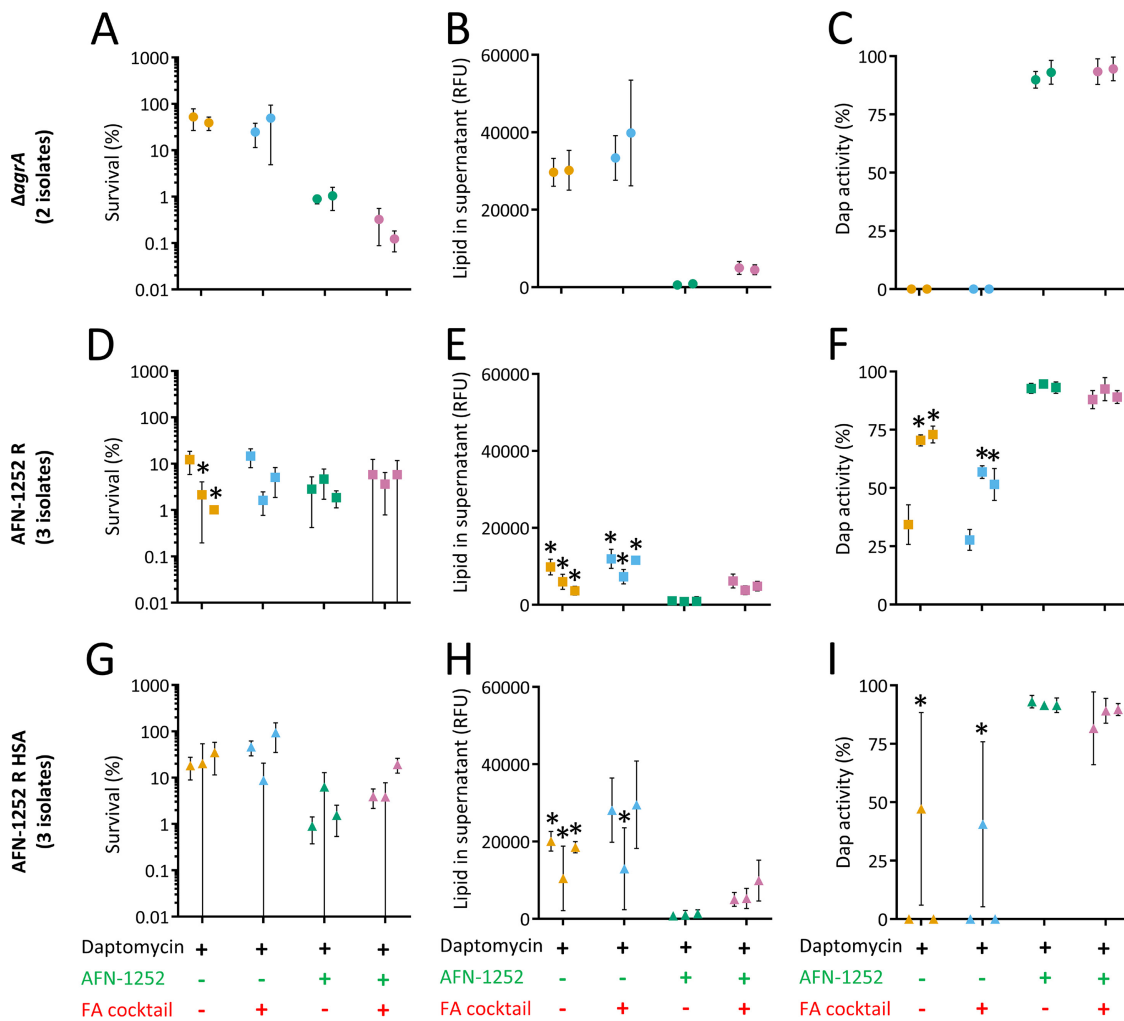 A
B
C
ΔagrA
(2 isolates)
Survival (%)
1000
100
10
1
0.1
0.01
Lipid in supernatant (RFU)
60000
40000
20000
0
Dap activity (%)
100
75
50
25
0
D
E
F
AFN-1252 R
(3 isolates)
Survival (%)
1000
100
10
1
0.1
0.01
* *
Lipid in supernatant (RFU)
60000
40000
20000
0
* * * * * *
Dap activity (%)
100
75
50
25
0
* * * *
G
H
I
AFN-1252 R HSA
(3 isolates)
Survival (%)
1000
100
10
1
0.1
0.01
Lipid in supernatant (RFU)
60000
40000
20000
0
* * * *
Dap activity (%)
100
75
50
25
0
* *
Daptomycin + + + +
AFN-1252 - - + +
FA cocktail - + - +
Daptomycin + + + +
AFN-1252 - - + +
FA cocktail - + - +
Daptomycin + + + +
AFN-1252 - - + +
FA cocktail - + - +